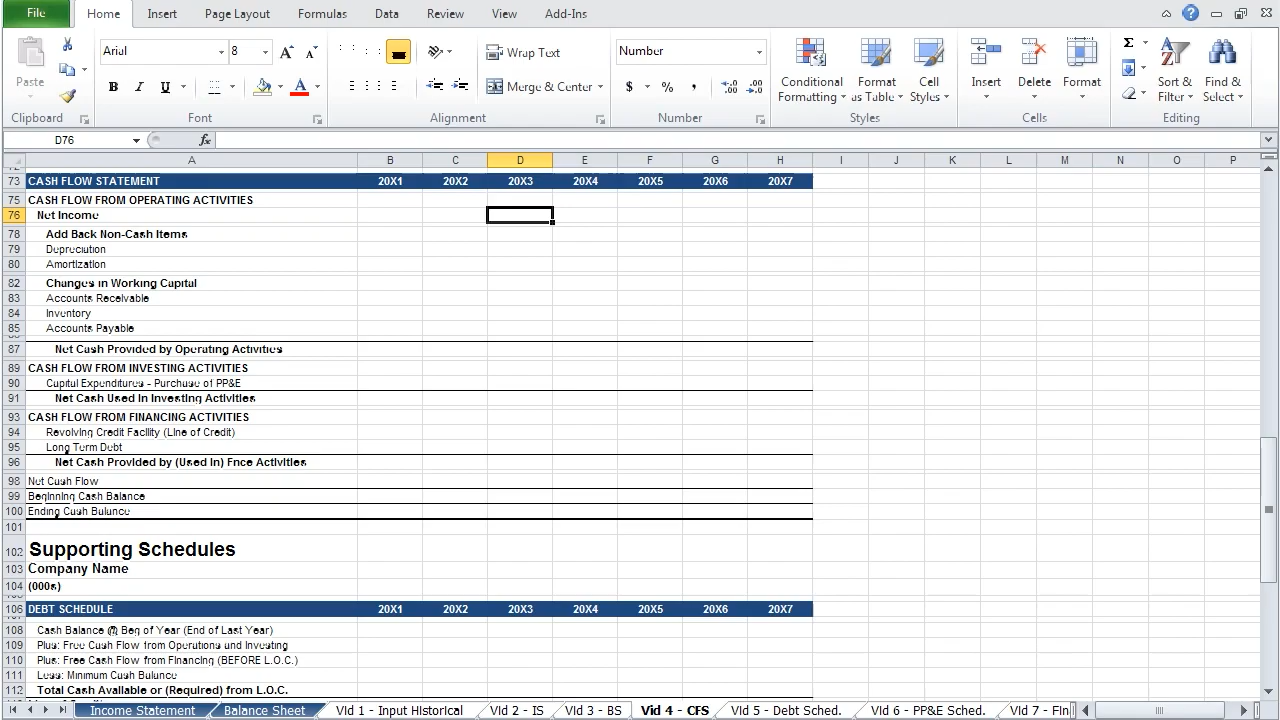 File Home Insert Page Layout Formulas Data Review View Add-Ins
Arial 8 Wrap Text Number
Paste Merge & Center $ % , Conditional Formatting Format as Table Cell Styles Insert Delete Format Sort & Filter Find & Select
Clipboard Font Alignment Number Styles Cells Editing
D76 fx
A B C D E F G H I J K L M N O P
73 CASH FLOW STATEMENT 20X1 20X2 20X3 20X4 20X5 20X6 20X7
75 CASH FLOW FROM OPERATING ACTIVITIES
76 Net Income
78 Add Back Non-Cash Items
79 Depreciation
80 Amortization
82 Changes in Working Capital
83 Accounts Receivable
84 Inventory
85 Accounts Payable
87 Net Cash Provided by Operating Activities
89 CASH FLOW FROM INVESTING ACTIVITIES
90 Capital Expenditures - Purchase of PP&E
91 Net Cash Used in Investing Activities
93 CASH FLOW FROM FINANCING ACTIVITIES
94 Revolving Credit Facility (Line of Credit)
95 Long Term Debt
96 Net Cash Provided by (Used in) Fnce Activities
98 Net Cash Flow
99 Beginning Cash Balance
100 Ending Cash Balance
101
102 Supporting Schedules
103 Company Name
104 (000s)
106 DEBT SCHEDULE 20X1 20X2 20X3 20X4 20X5 20X6 20X7
108 Cash Balance @ Beg of Year (End of Last Year)
109 Plus: Free Cash Flow from Operations and Investing
110 Plus: Free Cash Flow from Financing (BEFORE L.O.C.)
111 Less: Minimum Cash Balance
112 Total Cash Available or (Required) from L.O.C.
Income Statement Balance Sheet Vid 1 - Input Historical Vid 2 - IS Vid 3 - BS Vid 4 - CFS Vid 5 - Debt Sched. Vid 6 - PP&E Sched. Vid 7 - Fin